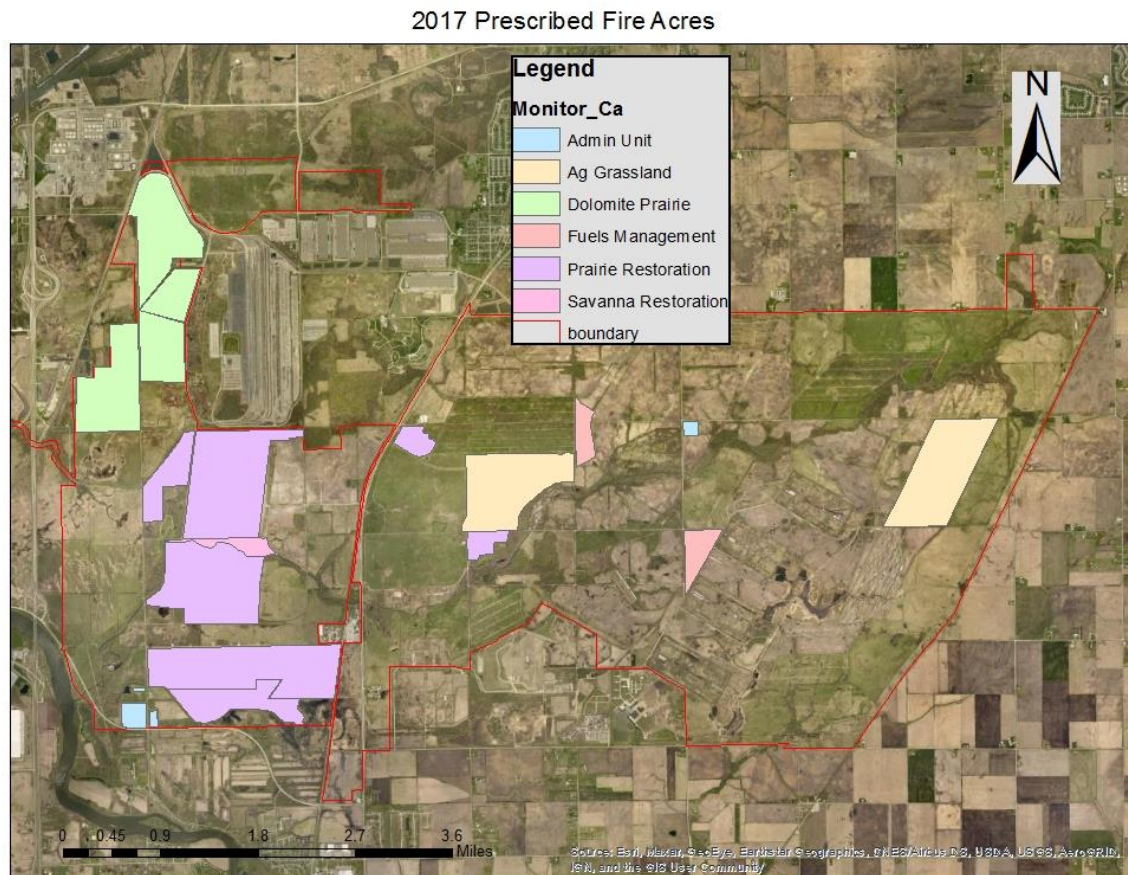 2017 Prescribed Fire Acres
Legend
Monitor_Ca
Admin Unit
Ag Grassland
Dolomite Prairie
Fuels Management
Prairie Restoration
Savanna Restoration
boundary
N
0 0.45 0.9 1.8 2.7 3.6
Miles
Source: Esri, Maxar, GeoEye, Earthstar Geographics, CNES/Airbus DS, USDA, USGS, AeroGRID,
IGN, and the GIS User Community